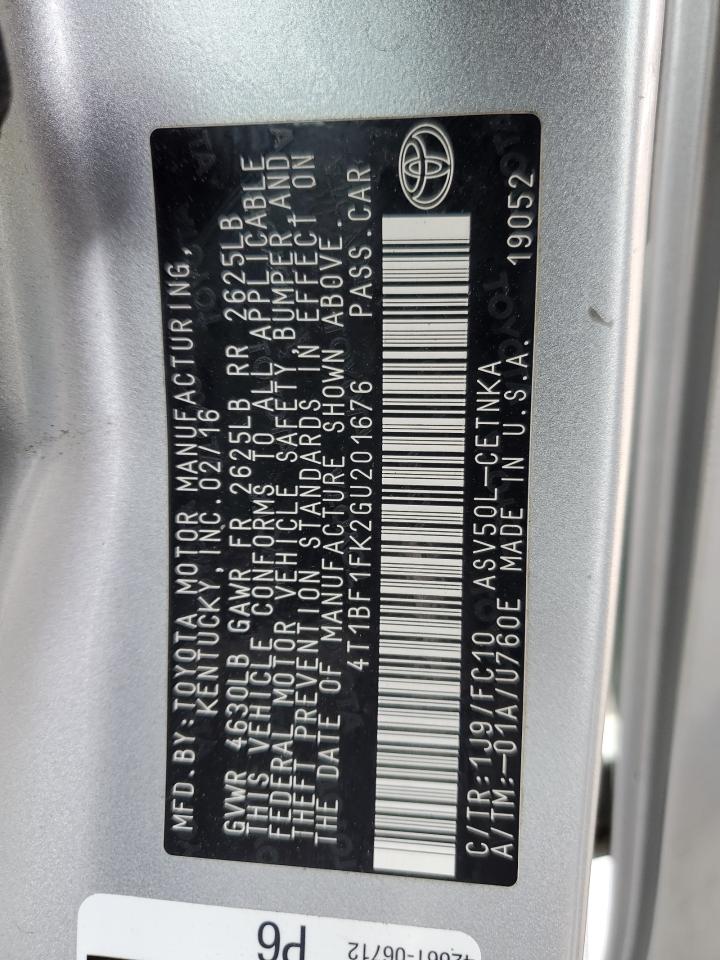 MFD.BY:TOYOTA MOTOR MANUFACTURING,
KENTUCKY, INC. 02/16
GVWR 4630LB GAWR FR 2625LB RR 2625LB
THIS VEHICLE CONFORMS TO ALL APPLICABLE
FEDERAL MOTOR VEHICLE SAFETY BUMPER,AND
THEFT PREVENTION STANDARDS IN EFFECT ON
THE DATE OF MANUFACTURE SHOWN ABOVE.
4T1BF1FK2GU201676 PASS.CAR
C/TR:1J9/FC10 ASV50L-CETNKA
A/TM:-01A/U760E MADE IN U.S.A. 19052
P6
42661-06712